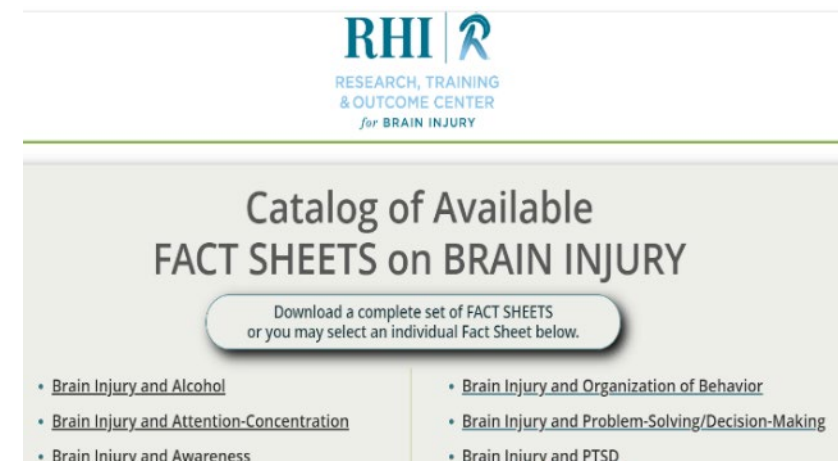 RHI
RESEARCH, TRAINING
& OUTCOME CENTER
for BRAIN INJURY
Catalog of Available
FACT SHEETS on BRAIN INJURY
Download a complete set of FACT SHEETS
or you may select an individual Fact Sheet below.
• Brain Injury and Alcohol
• Brain Injury and Attention-Concentration
• Brain Injury and Awareness
• Brain Injury and Organization of Behavior
• Brain Injury and Problem-Solving/Decision-Making
• Brain Injury and PTSD